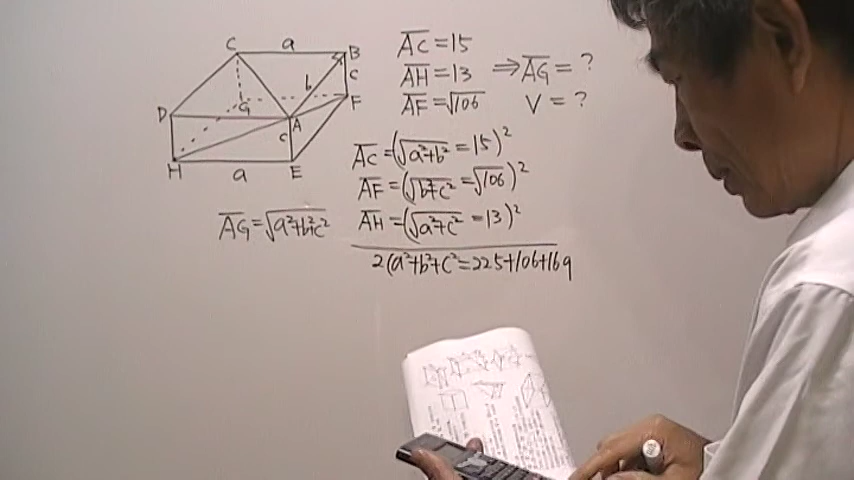 C a B
b c
D G F
A
c
H a E
AC = 15
AH = 13 ⇒ AG = ?
AF = √106 V = ?
AC = (√a²+b² = 15)²
AF = (√b²+c² = √106)²
AH = (√a²+c² = 13)²
2(a²+b²+c² = 225+106+169
AG = √a²+b²+c²